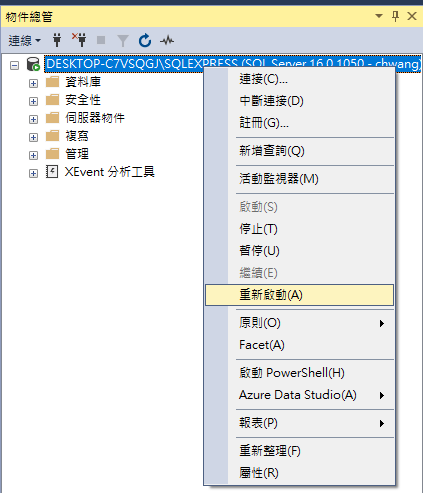 物件總管
連線
DESKTOP-C7VSQGJ\SQLEXPRESS (SQL Server 16.0.1050 - chwang)
資料庫
安全性
伺服器物件
複寫
管理
XEvent 分析工具
連接(C)...
中斷連接(D)
註冊(G)...
新增查詢(Q)
活動監視器(M)
啟動(S)
停止(T)
暫停(U)
繼續(E)
重新啟動(A)
原則(O)
Facet(A)
啟動 PowerShell(H)
Azure Data Studio(A)
報表(P)
重新整理(F)
屬性(R)